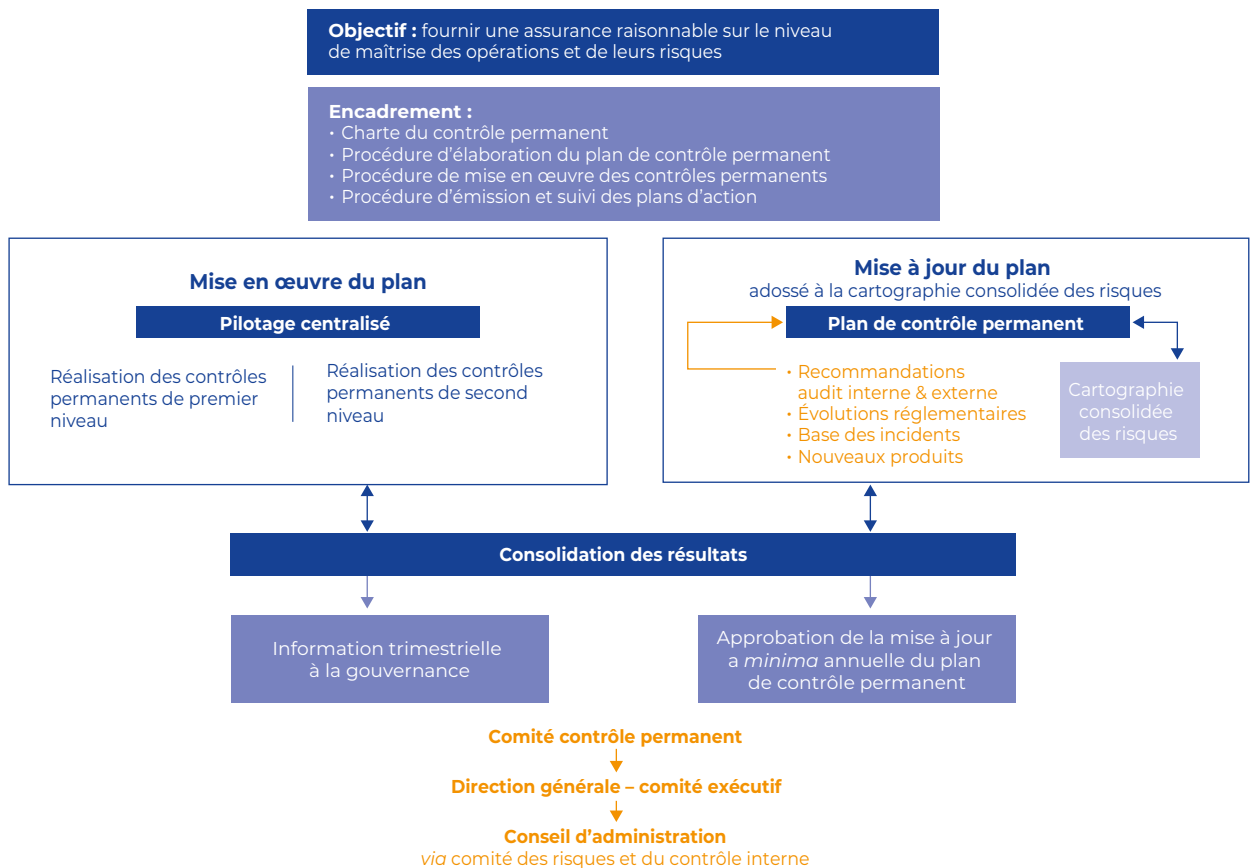 Objectif : fournir une assurance raisonnable sur le niveau
de maîtrise des opérations et de leurs risques
Encadrement :
• Charte du contrôle permanent
• Procédure d'élaboration du plan de contrôle permanent
• Procédure de mise en œuvre des contrôles permanents
• Procédure d'émission et suivi des plans d'action
Mise en œuvre du plan
Pilotage centralisé
Réalisation des contrôles
permanents de premier
niveau
Réalisation des contrôles
permanents de second
niveau
Mise à jour du plan
adossé à la cartographie consolidée des risques
Plan de contrôle permanent
• Recommandations
audit interne & externe
• Évolutions réglementaires
• Base des incidents
• Nouveaux produits
Cartographie
consolidée
des risques
Consolidation des résultats
Information trimestrielle
à la gouvernance
Approbation de la mise à jour
a minima annuelle du plan
de contrôle permanent
Comité contrôle permanent
Direction générale – comité exécutif
Conseil d'administration
via comité des risques et du contrôle interne